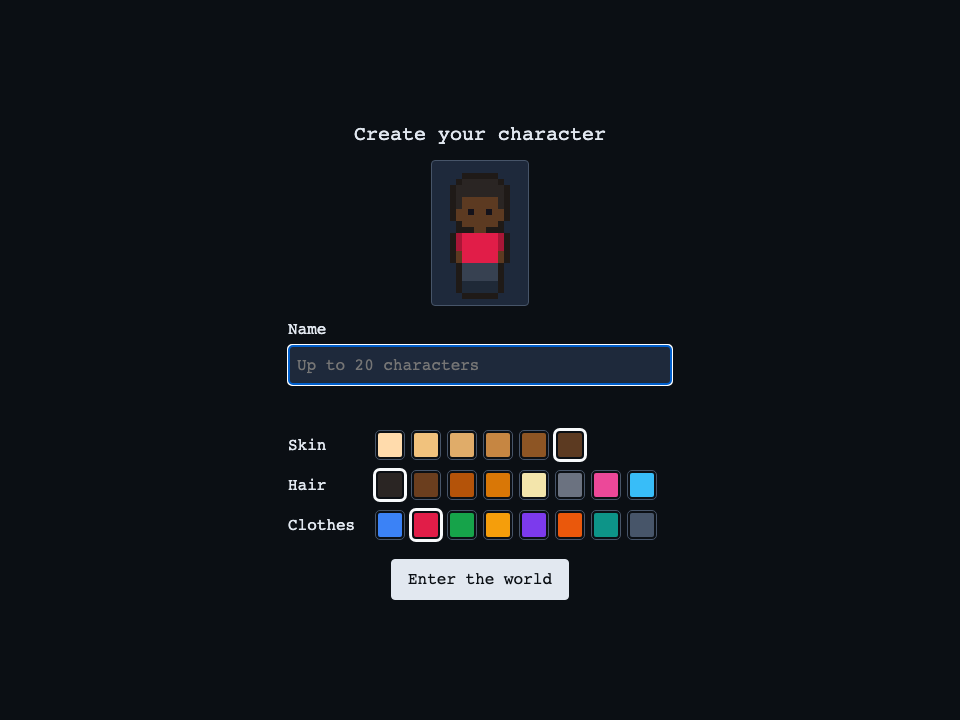 Create your character
Name
Up to 20 characters
Skin
Hair
Clothes
Enter the world